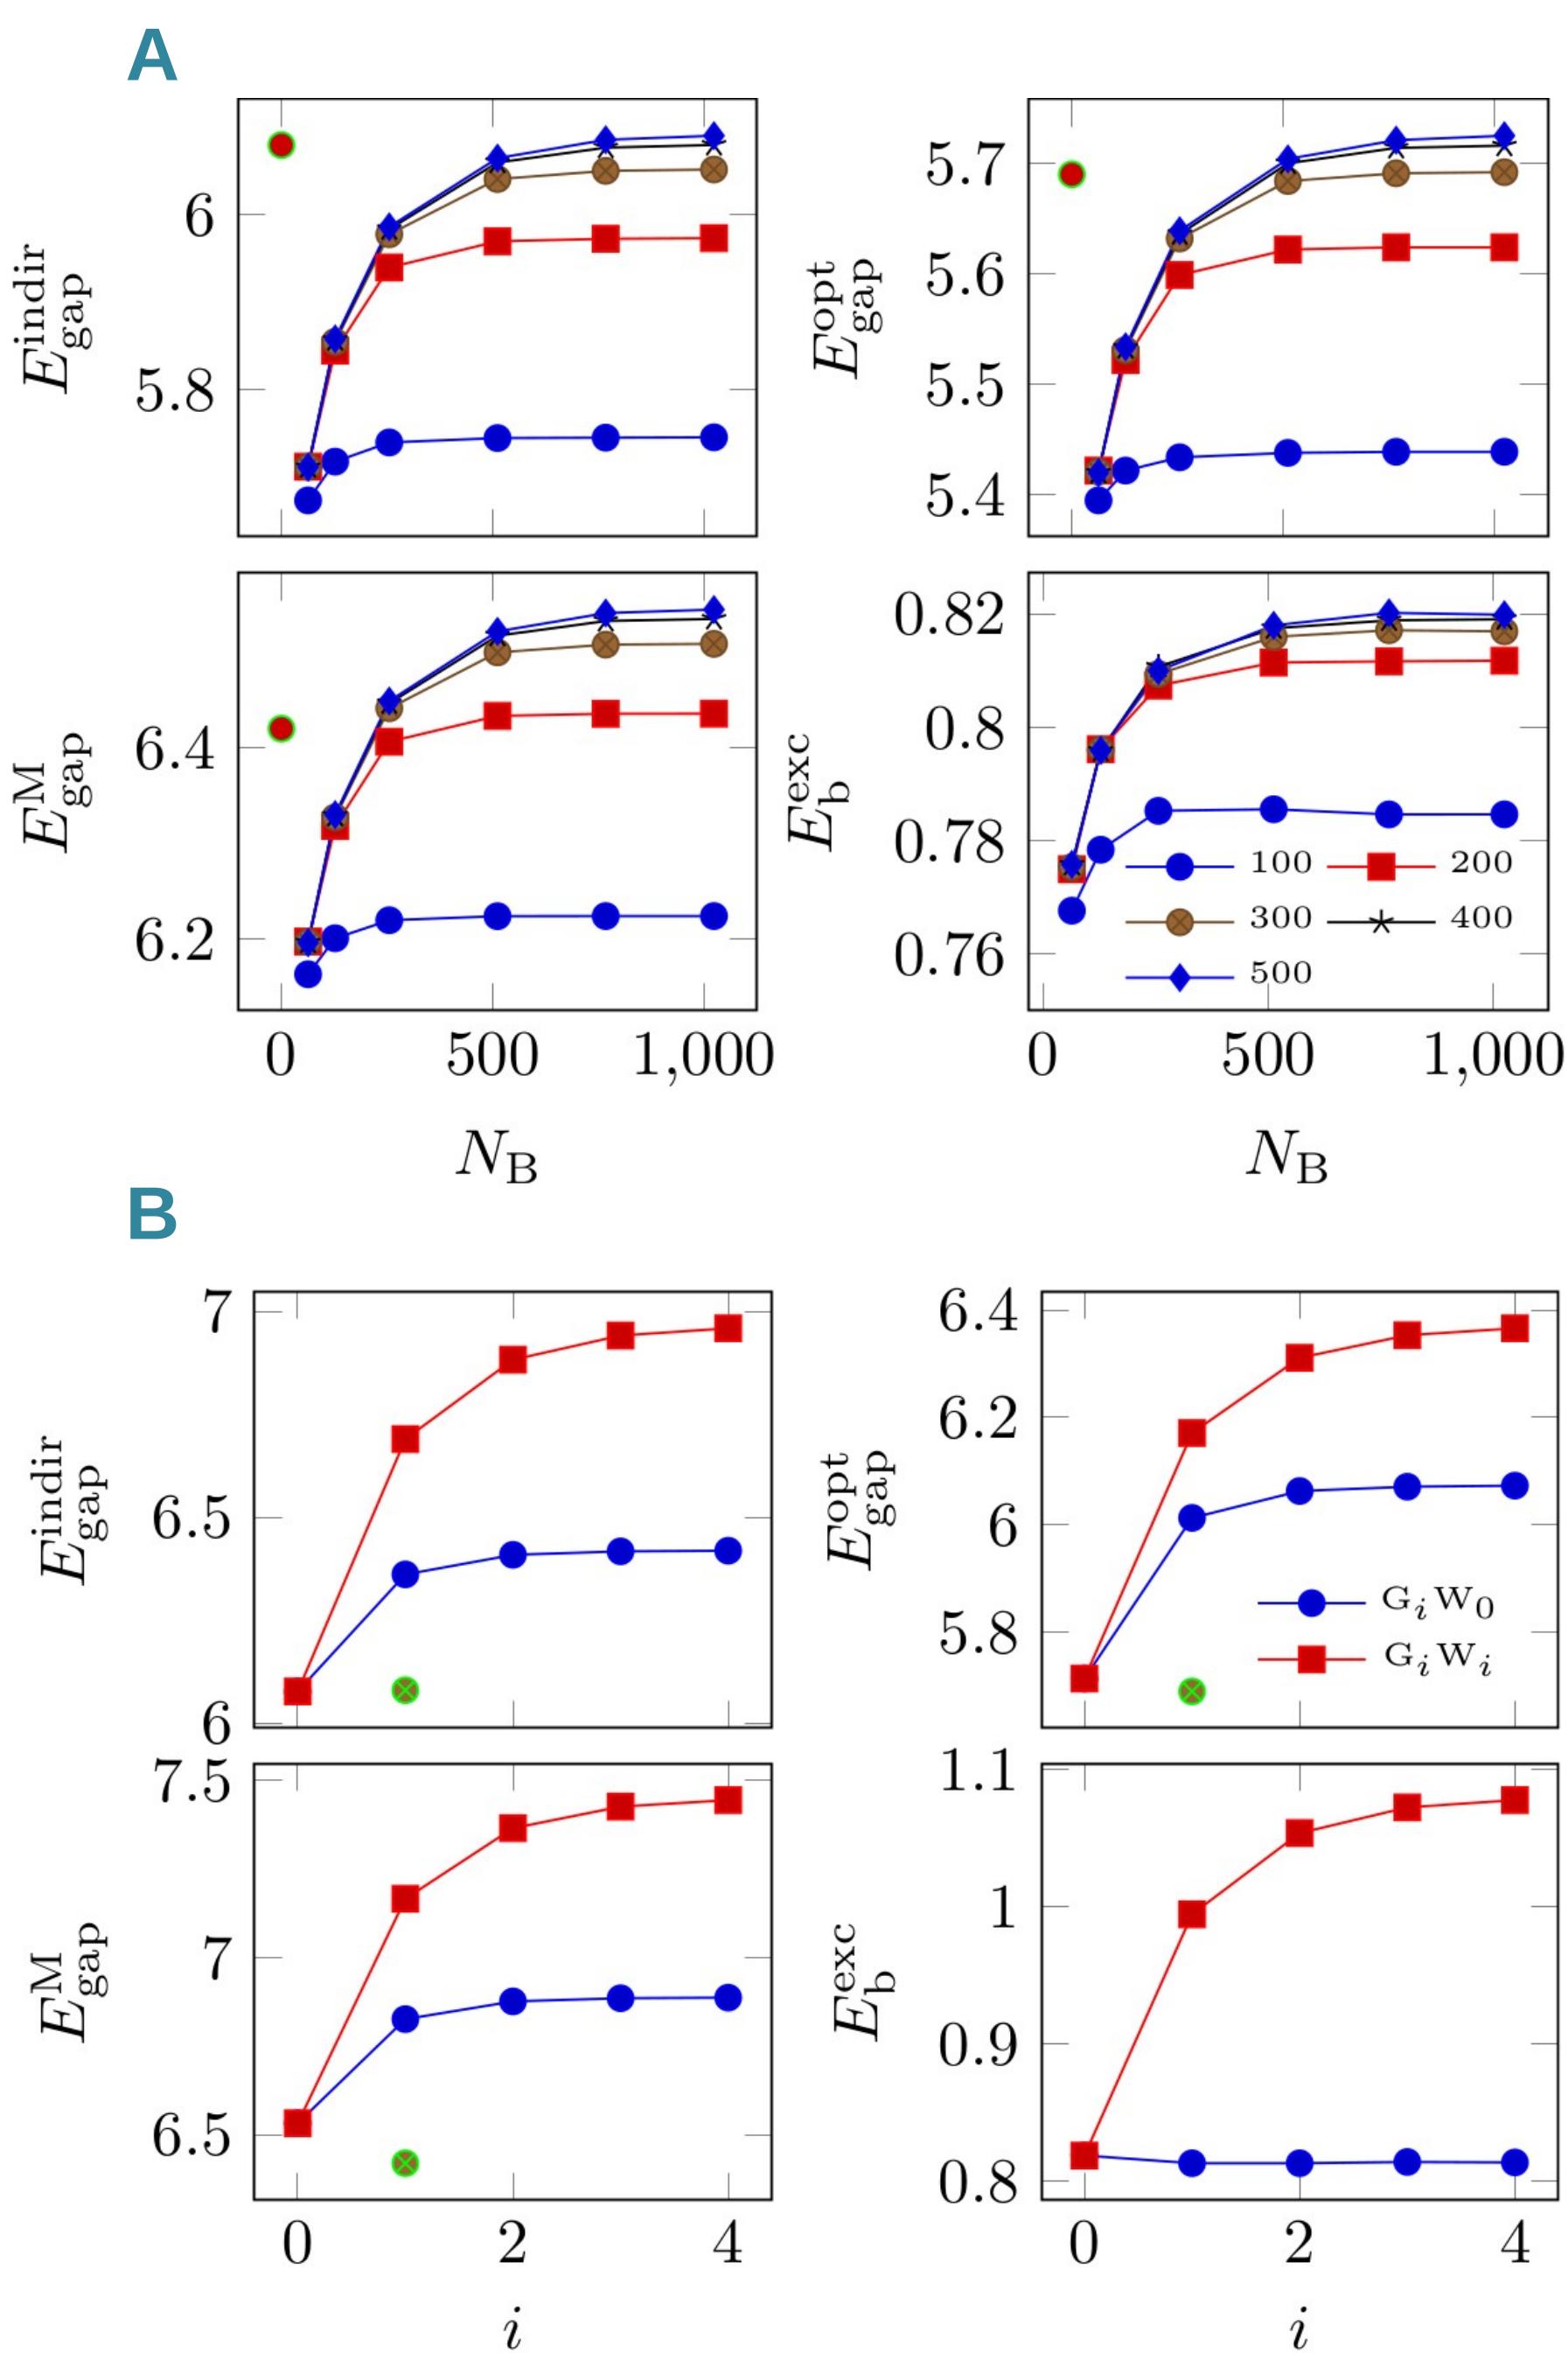 A
6
5.8
E_gap^indir
5.7
5.6
5.5
5.4
E_gap^opt
6.4
6.2
E_gap^M
0 500 1,000
N_B
0.82
0.8
0.78
0.76
E_b^exc
100 200
300 400
500
0 500 1,000
N_B
B
7
6.5
6
E_gap^indir
6.4
6.2
6
5.8
E_gap^opt
G_i W_0
G_i W_i
7.5
7
6.5
E_gap^M
0 2 4
i
1.1
1
0.9
0.8
E_b^exc
0 2 4
i